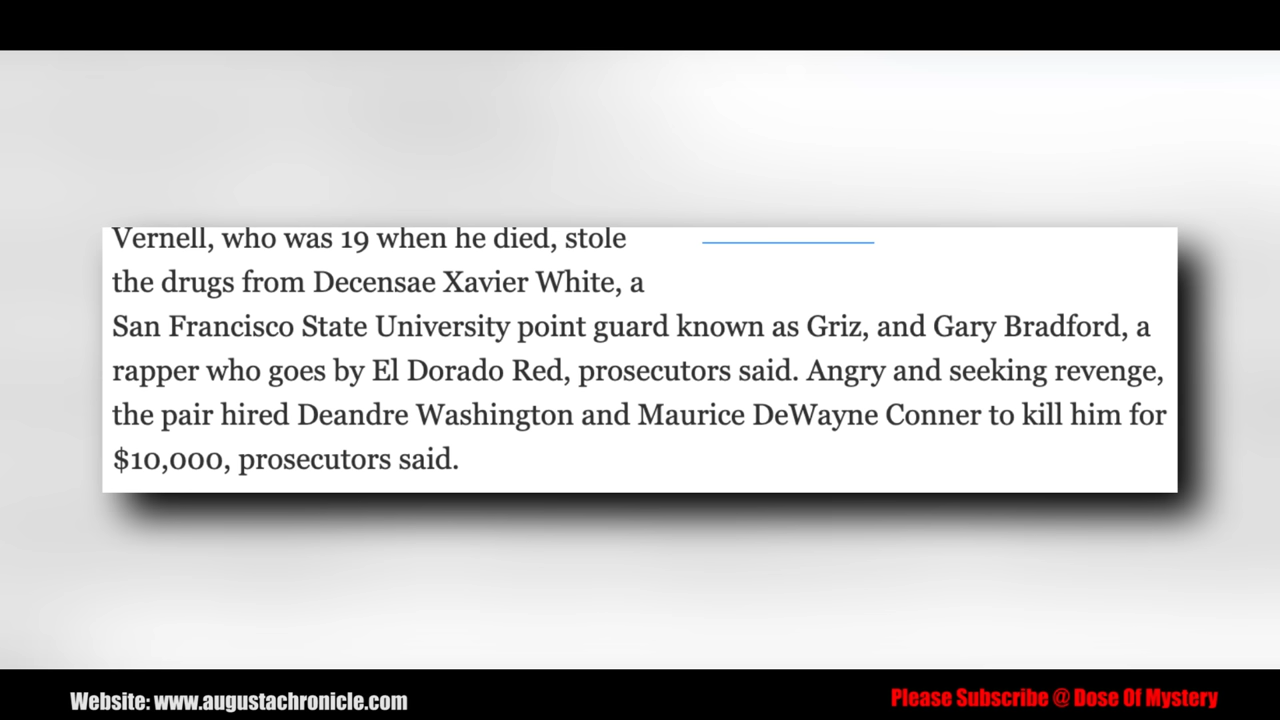 Vernell, who was 19 when he died, stole
the drugs from Decensae Xavier White, a
San Francisco State University point guard known as Griz, and Gary Bradford, a
rapper who goes by El Dorado Red, prosecutors said. Angry and seeking revenge,
the pair hired Deandre Washington and Maurice DeWayne Conner to kill him for
$10,000, prosecutors said.
Website: www.augustachronicle.com
Please Subscribe @ Dose Of Mystery